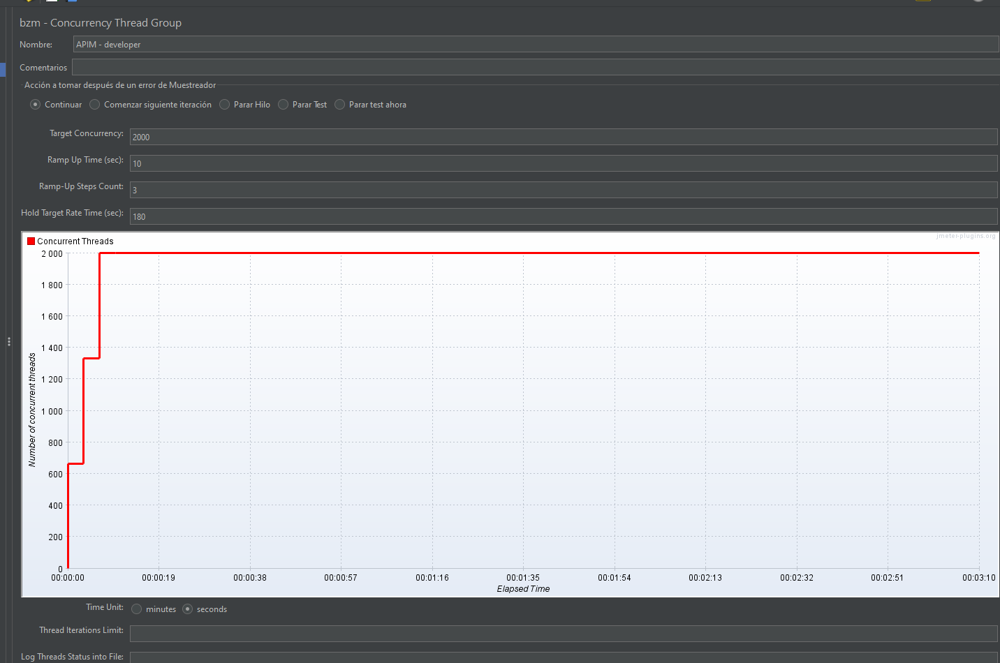 bzm - Concurrency Thread Group
Nombre: APIM - developer
Comentarios
Acción a tomar después de un error de Muestreador
Continuar Comenzar siguiente iteración Parar Hilo Parar Test Parar test ahora
Target Concurrency: 2000
Ramp Up Time (sec): 10
Ramp-Up Steps Count: 3
Hold Target Rate Time (sec): 180
Concurrent Threads
jmeter-plugins.org
2 000
1 800
1 600
1 400
1 200
1 000
800
600
400
200
0
Number of concurrent threads
00:00:00 00:00:19 00:00:38 00:00:57 00:01:16 00:01:35 00:01:54 00:02:13 00:02:32 00:02:51 00:03:10
Elapsed Time
Time Unit: minutes seconds
Thread Iterations Limit:
Log Threads Status into File: